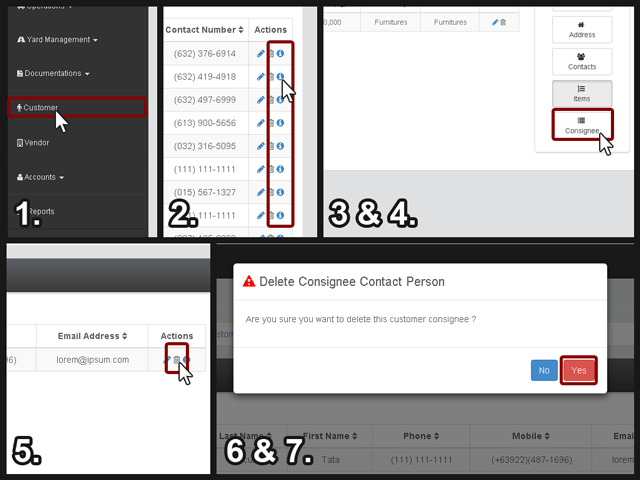 Operations
Yard Management
Documentations
Customer
Vendor
Accounts
Reports
1.
Contact Number Actions
(632) 376-6914
(632) 419-4918
(632) 497-6999
(613) 900-5656
(032) 316-5095
(111) 111-1111
(015) 567-1327
111-1111
2.
0,000 Furnitures Furnitures
Address
Contacts
Items
Consignee
3 & 4.
Email Address Actions
96) lorem@ipsum.com
5.
Delete Consignee Contact Person
Are you sure you want to delete this customer consignee ?
No Yes
Last Name First Name Phone Mobile Email
Tata (111) 111-1111 (+63922)(487-1696) lorem
6 & 7.